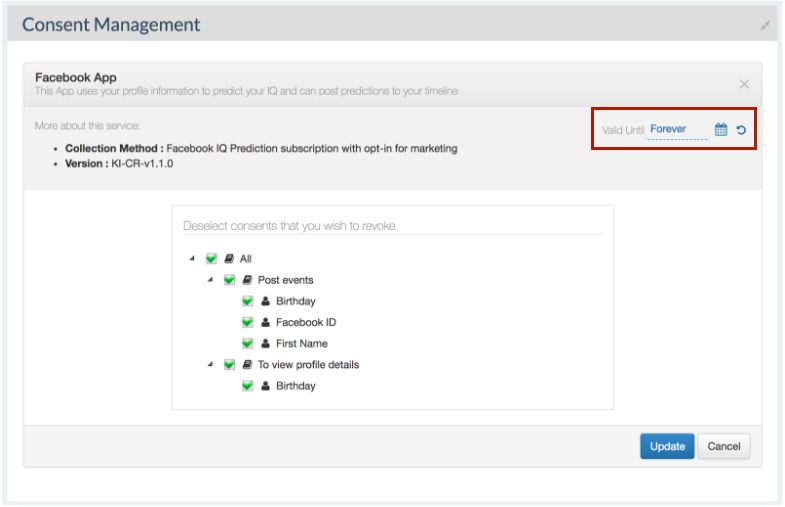 Consent Management
Facebook App
This App uses your profile information to predict your IQ and can post predictions to your timeline
More about this service:
Valid Until Forever
• Collection Method : Facebook IQ Prediction subscription with opt-in for marketing
• Version : KI-CR-v1.1.0
Deselect consents that you wish to revoke
All
Post events
Birthday
Facebook ID
First Name
To view profile details
Birthday
Update Cancel